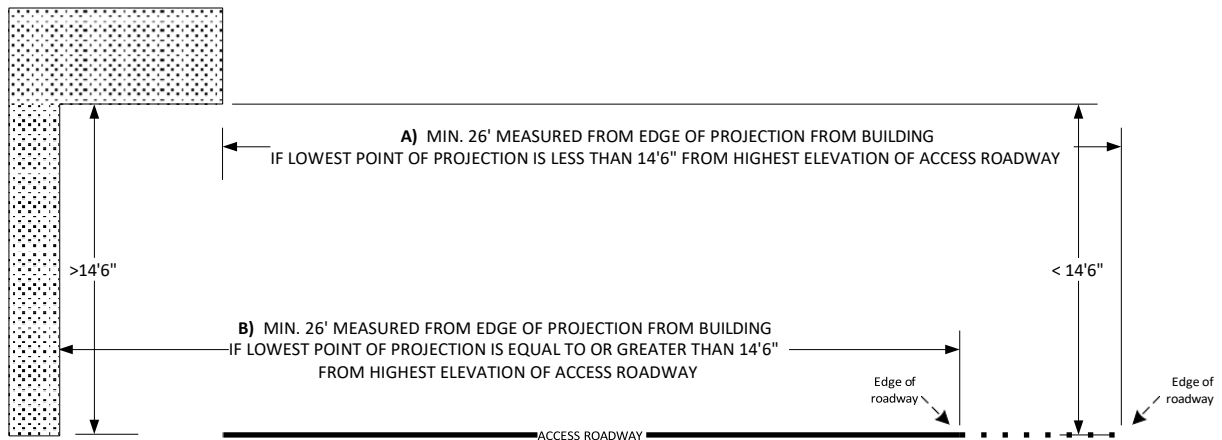 A) MIN. 26' MEASURED FROM EDGE OF PROJECTION FROM BUILDING
IF LOWEST POINT OF PROJECTION IS LESS THAN 14'6" FROM HIGHEST ELEVATION OF ACCESS ROADWAY
>14'6"
< 14'6"
B) MIN. 26' MEASURED FROM EDGE OF PROJECTION FROM BUILDING
IF LOWEST POINT OF PROJECTION IS EQUAL TO OR GREATER THAN 14'6"
FROM HIGHEST ELEVATION OF ACCESS ROADWAY
Edge of
roadway
Edge of
roadway
ACCESS ROADWAY